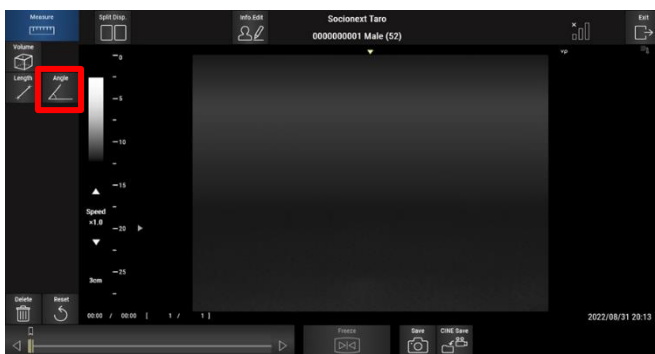 Measure
Split Disp.
Info.Edit
Socionext Taro
0000000001 Male (52)
Exit
Volume
Length
Angle
0
5
10
15
Speed
×1.0
20
25
3cm
Delete
Reset
00:00 / 00:00 [ 1 / 1 ]
2022/08/31 20:13
Freeze
Save
CINE Save